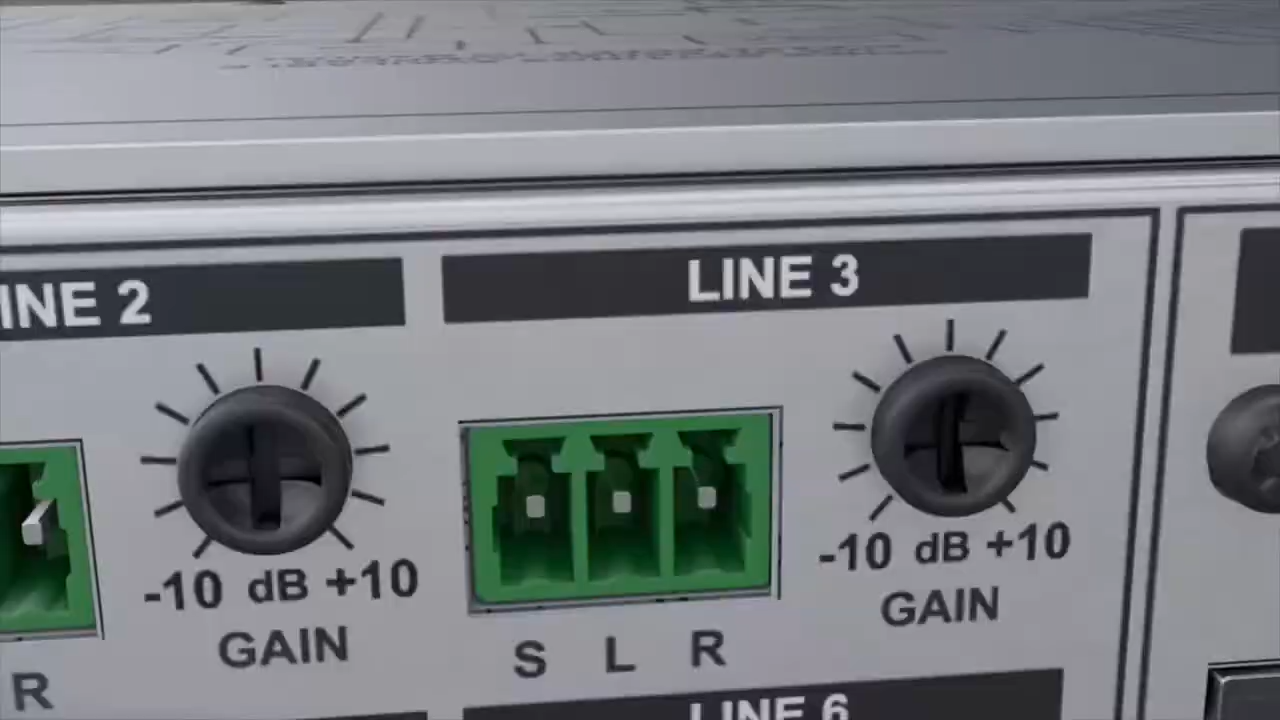 INE 2
LINE 3
-10 dB +10
GAIN
R
S L R
-10 dB +10
GAIN
LINE 6